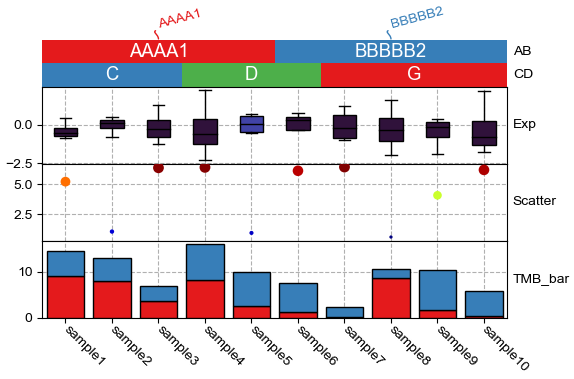 AAAA1 BBBBB2
AAAA1 BBBBB2 AB
C D G CD
0.0 Exp
−2.5
5.0 Scatter
2.5
10 TMB_bar
0
sample1 sample2 sample3 sample4 sample5 sample6 sample7 sample8 sample9 sample10